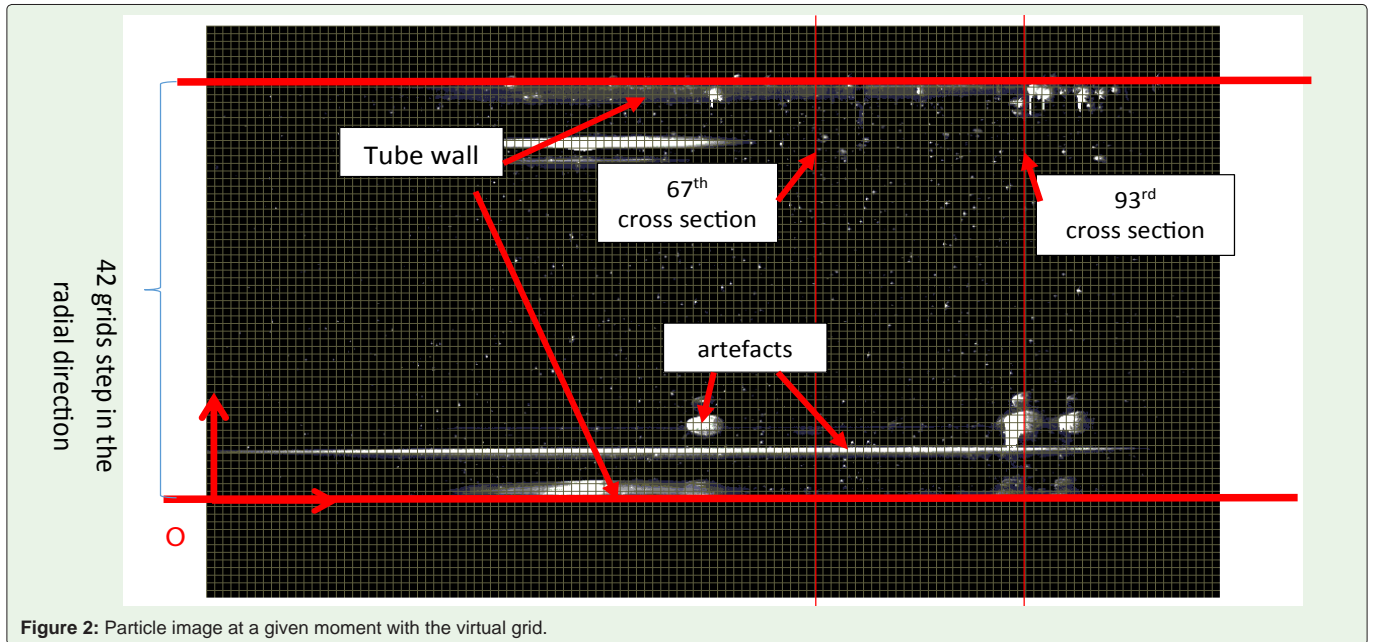 42 grids step in the
radial direction
Tube wall
67th
cross section
93rd
cross section
artefacts
O
Figure 2: Particle image at a given moment with the virtual grid.